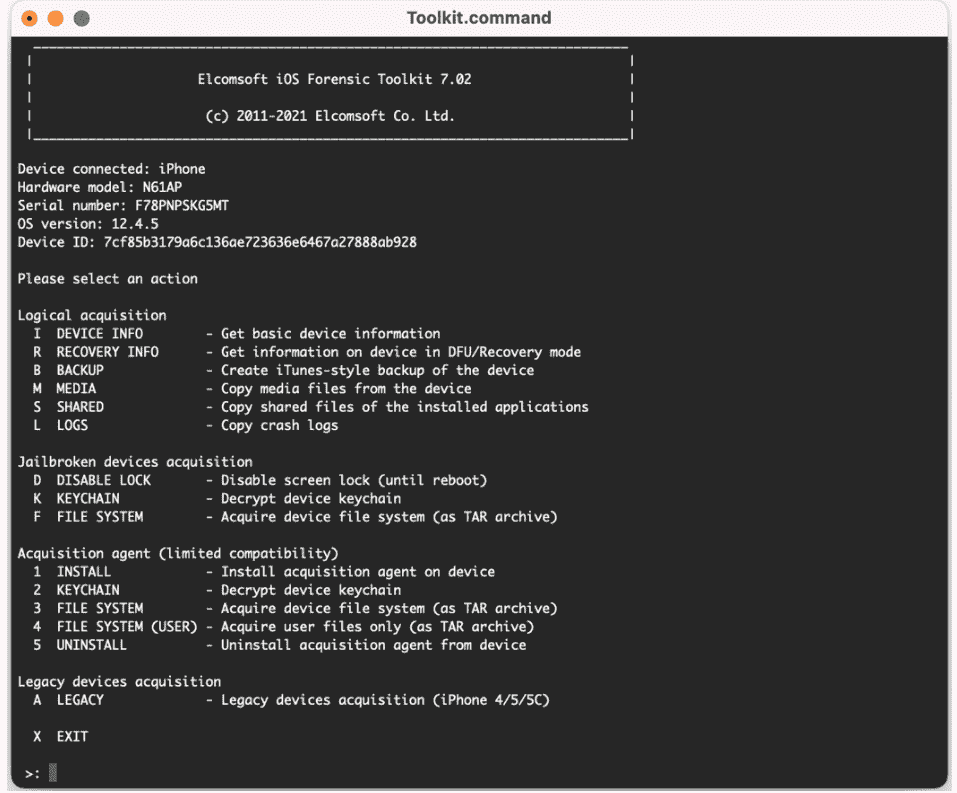 Toolkit.command
Elcomsoft iOS Forensic Toolkit 7.02
(c) 2011-2021 Elcomsoft Co. Ltd.
Device connected: iPhone
Hardware model: N61AP
Serial number: F78PNPSKG5MT
OS version: 12.4.5
Device ID: 7cf85b3179a6c136ae723636e6467a27888ab928
Please select an action
Logical acquisition
I DEVICE INFO - Get basic device information
R RECOVERY INFO - Get information on device in DFU/Recovery mode
B BACKUP - Create iTunes-style backup of the device
M MEDIA - Copy media files from the device
S SHARED - Copy shared files of the installed applications
L LOGS - Copy crash logs
Jailbroken devices acquisition
D DISABLE LOCK - Disable screen lock (until reboot)
K KEYCHAIN - Decrypt device keychain
F FILE SYSTEM - Acquire device file system (as TAR archive)
Acquisition agent (limited compatibility)
1 INSTALL - Install acquisition agent on device
2 KEYCHAIN - Decrypt device keychain
3 FILE SYSTEM - Acquire device file system (as TAR archive)
4 FILE SYSTEM (USER) - Acquire user files only (as TAR archive)
5 UNINSTALL - Uninstall acquisition agent from device
Legacy devices acquisition
A LEGACY - Legacy devices acquisition (iPhone 4/5/5C)
X EXIT
>: